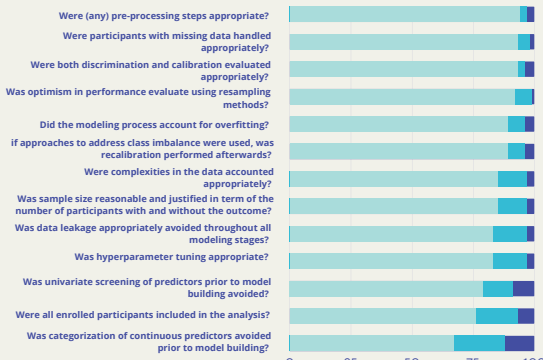 Were (any) pre-processing steps appropriate?
Were participants with missing data handled
appropriately?
Were both discrimination and calibration evaluated
appropriately?
Was optimism in performance evaluate using resampling
methods?
Did the modeling process account for overfitting?
if approaches to address class imbalance were used, was
recalibration performed afterwards?
Were complexities in the data accounted
appropriately?
Was sample size reasonable and justified in term of the
number of participants with and without the outcome?
Was data leakage appropriately avoided throughout all
modeling stages?
Was hyperparameter tuning appropriate?
Was univariate screening of predictors prior to model
building avoided?
Were all enrolled participants included in the analysis?
Was categorization of continuous predictors avoided
prior to model building?